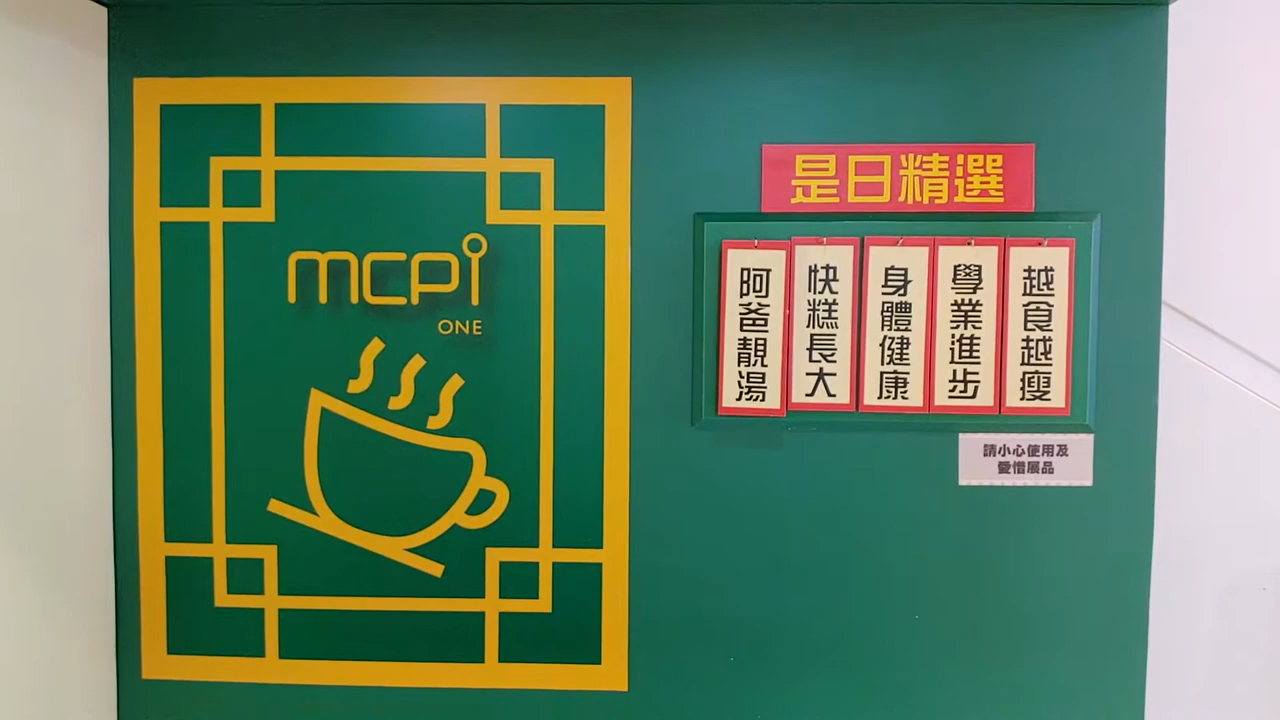 mcpi
ONE
是日精選
阿爸靚湯
快糕長大
身體健康
學業進步
越食越瘦
請小心使用及
愛惜展品